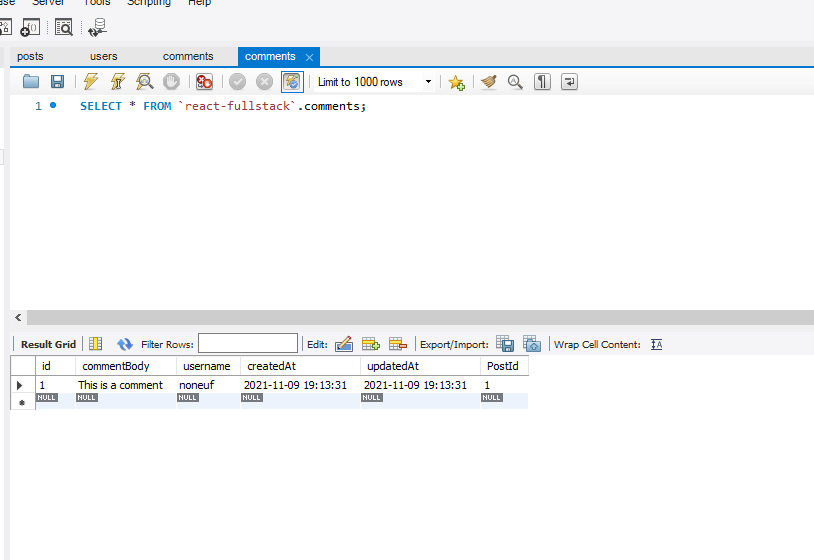 ase Server Tools Scripting Help
posts users comments comments
Limit to 1000 rows
1 SELECT * FROM `react-fullstack`.comments;
Result Grid Filter Rows: Edit: Export/Import: Wrap Cell Content:
id commentBody username createdAt updatedAt PostId
1 This is a comment noneuf 2021-11-09 19:13:31 2021-11-09 19:13:31 1
NULL NULL NULL NULL NULL NULL